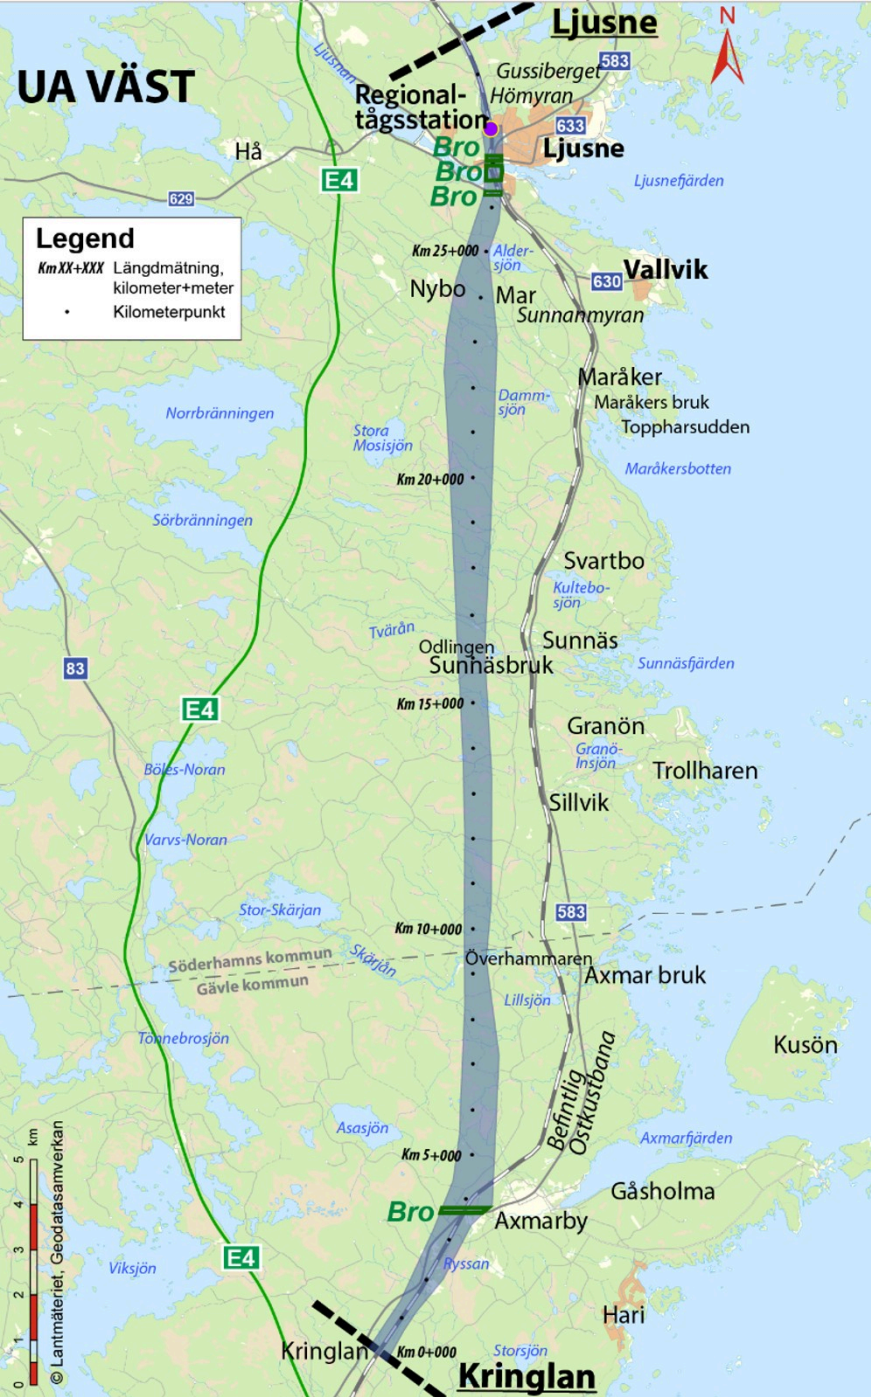 Ljusne
N
UA VÄST
Ljusnan
583
Gussiberget
Hömyran
Regional-
tågsstation
633
Ljusne
Hå
Bro
Bro
Bro
E4
629
Ljusnefjärden
Legend
Km XX+XXX Längdmätning,
kilometer+meter
Kilometerpunkt
Km 25+000
Alder-
sjön
Vallvik
630
Nybo
Mar
Sunnanmyran
Maråker
Maråkers bruk
Toppharsudden
Norrbränningen
Damm-
sjön
Stora
Mosisjön
Maråkersbotten
Km 20+000
Sörbränningen
Svartbo
Kultebo-
sjön
Tvärån
Odlingen
Sunnäsbruk
Sunnäs
Sunnäsfjärden
83
E4
Km 15+000
Granön
Granö-
Insjön
Trollharen
Böles-Noran
Sillvik
Varvs-Noran
Stor-Skärjan
583
Km 10+000
Söderhamns kommun
Gävle kommun
Skärjån
Överhammaren
Axmar bruk
Lillsjön
Tönnebrosjön
Kusön
Befintlig
Ostkustbana
Asasjön
Axmarfjärden
Km 5+000
Gåsholma
Bro
Axmarby
E4
Ryssan
Viksjön
Hari
Kringlan
Km 0+000
Storsjön
Kringlan
km
5
4
3
2
1
0
© Lantmäteriet, Geodatasamverkan